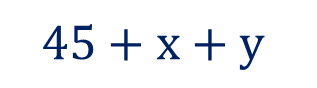 45 + x + y